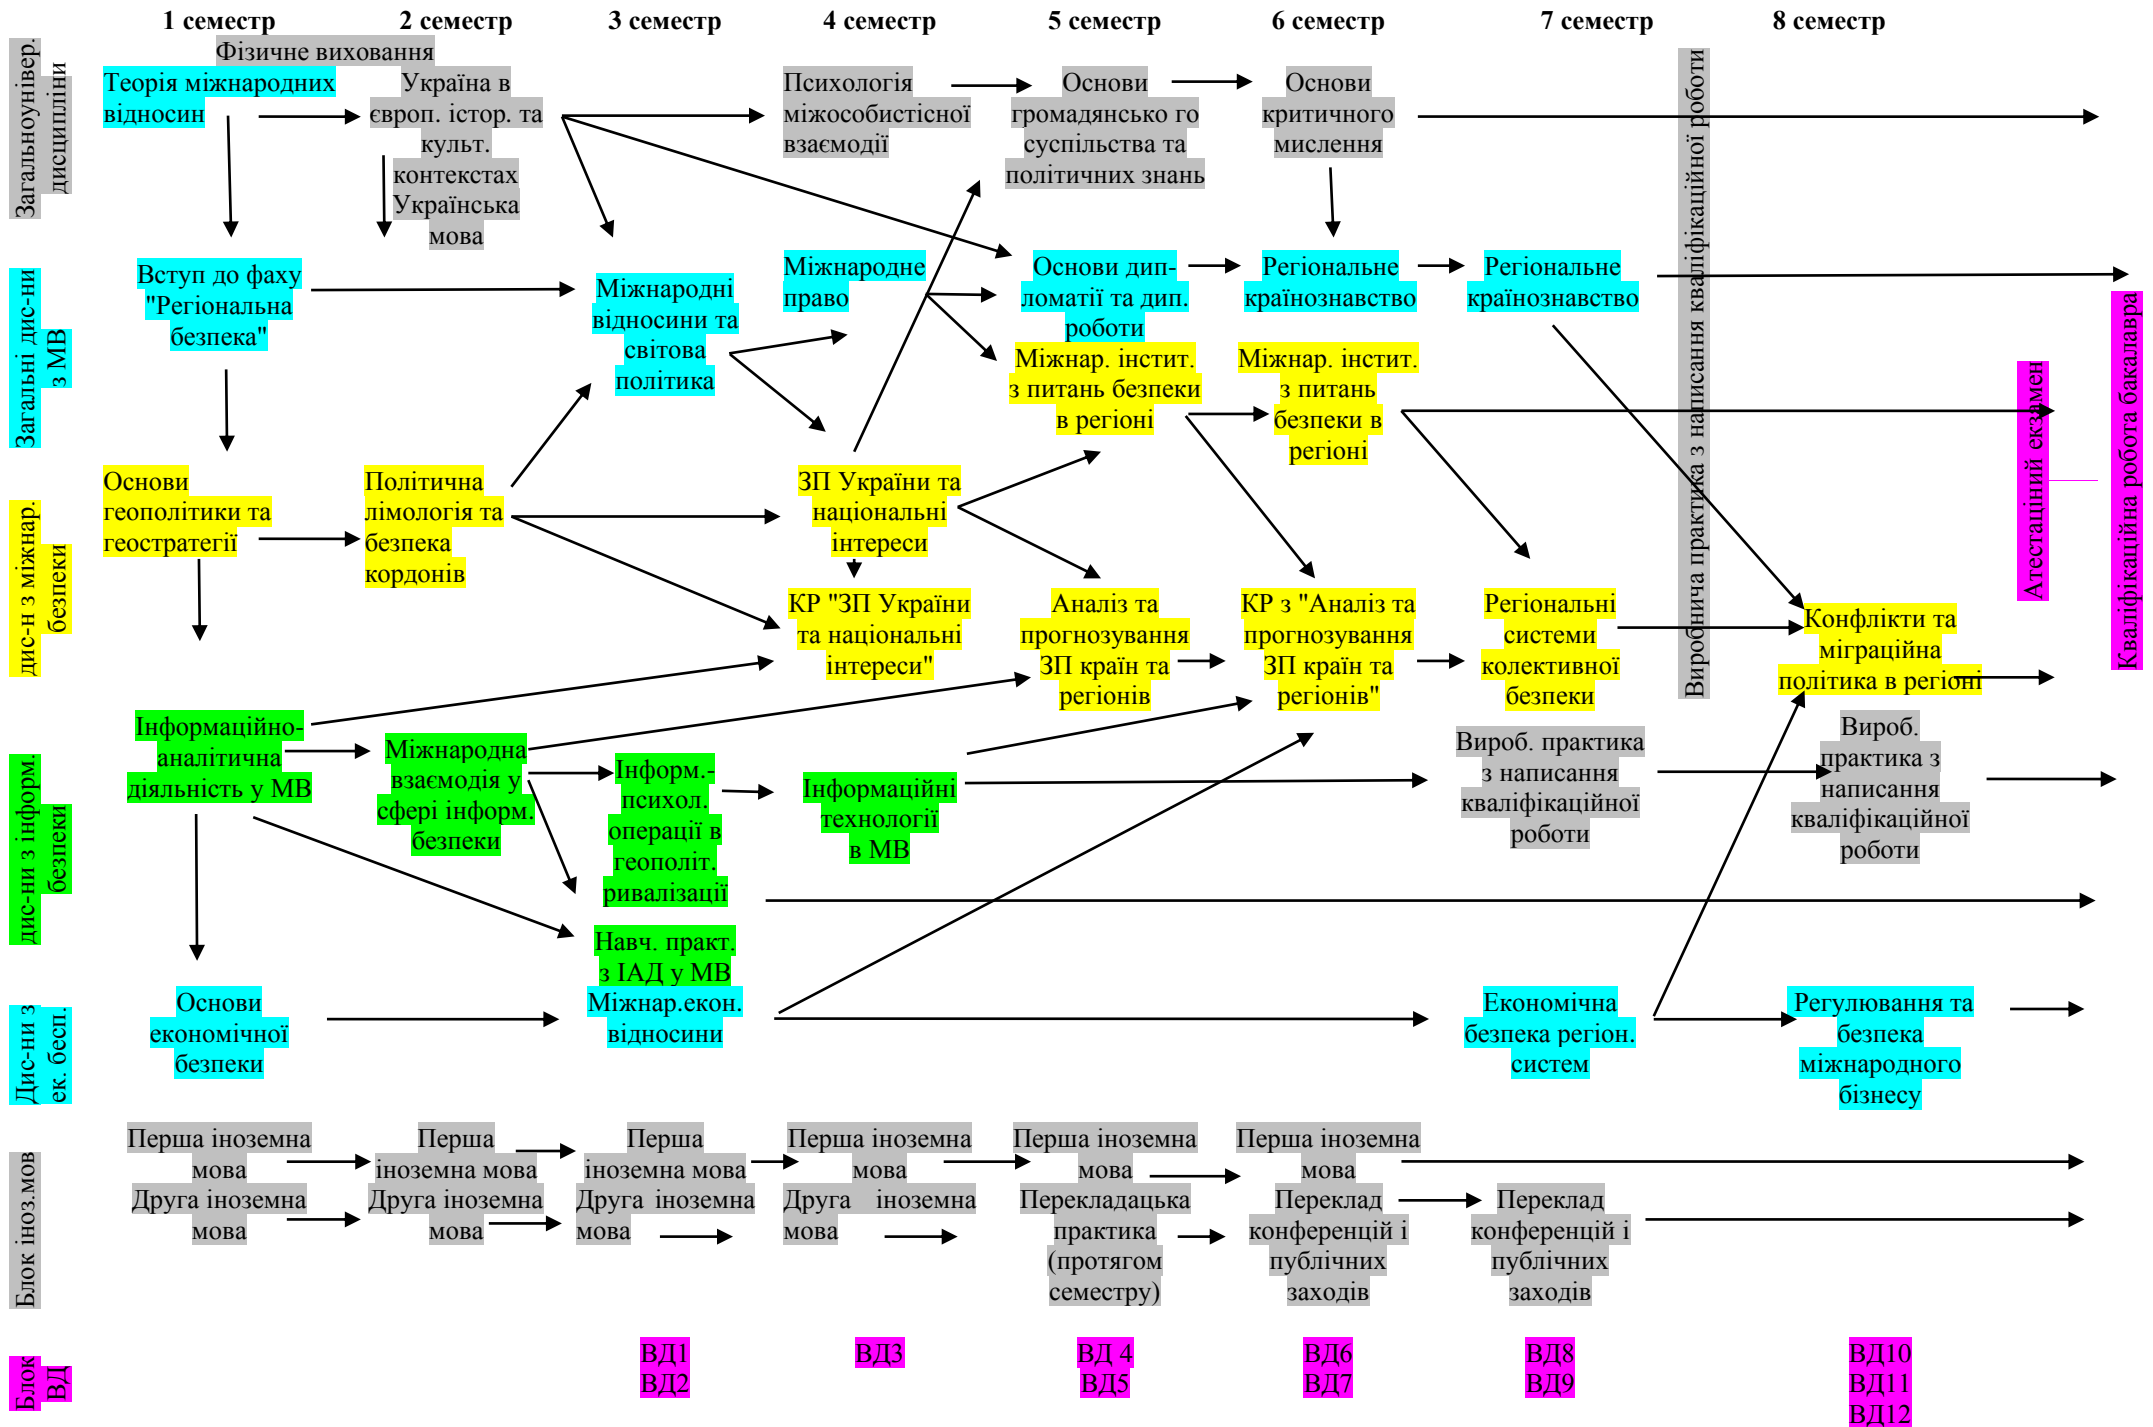 1 семестр
2 семестр
3 семестр
4 семестр
5 семестр
6 семестр
7 семестр
8 семестр
Загальноунівер.
дисципліни
Фізичне виховання
Теорія міжнародних
відносин
Україна в
європ. істор. та
культ.
контекстах
Українська
мова
Психологія
міжособистісної
взаємодії
Основи
громадянсько го
суспільства та
політичних знань
Основи
критичного
мислення
Виробнича практика з написання кваліфікаційної роботи
Загальні дис-ни
з МВ
Вступ до фаху
"Регіональна
безпека"
Міжнародні
відносини та
світова
політика
Міжнародне
право
Основи дип-
ломатії та дип.
роботи
Регіональне
країнознавство
Регіональне
країнознавство
Міжнар. інстит.
з питань безпеки
в регіоні
Міжнар. інстит.
з питань
безпеки в
регіоні
Атестаціний екзамен
Кваліфікаційна робота бакалавра
дис-н з міжнар.
безпеки
Основи
геополітики та
геостратегії
Політична
лімологія та
безпека
кордонів
ЗП України та
національні
інтереси
КР "ЗП України
та національні
інтереси"
Аналіз та
прогнозування
ЗП країн та
регіонів
КР з "Аналіз та
прогнозування
ЗП країн та
регіонів"
Регіональні
системи
колективної
безпеки
Конфлікти та
міграційна
політика в регіоні
дис-ни з інформ.
безпеки
Інформаційно-
аналітична
діяльність у МВ
Міжнародна
взаємодія у
сфері інформ.
безпеки
Інформ.-
психол.
операції в
геополіт.
ривалізації
Інформаційні
технології
в МВ
Вироб. практика
з написання
кваліфікаційної
роботи
Вироб.
практика з
написання
кваліфікаційної
роботи
Навч. практ.
з ІАД у МВ
Дис-ни з
ек. бесп.
Основи
економічної
безпеки
Міжнар.екон.
відносини
Економічна
безпека регіон.
систем
Регулювання та
безпека
міжнародного
бізнесу
Блок іноз.мов
Перша іноземна
мова
Друга іноземна
мова
Перша
іноземна мова
Друга іноземна
мова
Перша
іноземна мова
Друга іноземна
мова
Перша іноземна
мова
Друга іноземна
мова
Перша іноземна
мова
Перекладацька
практика
(протягом
семестру)
Перша іноземна
мова
Переклад
конференцій і
публічних
заходів
Переклад
конференцій і
публічних
заходів
Блок
ВД
ВД1
ВД2
ВД3
ВД 4
ВД5
ВД6
ВД7
ВД8
ВД9
ВД10
ВД11
ВД12